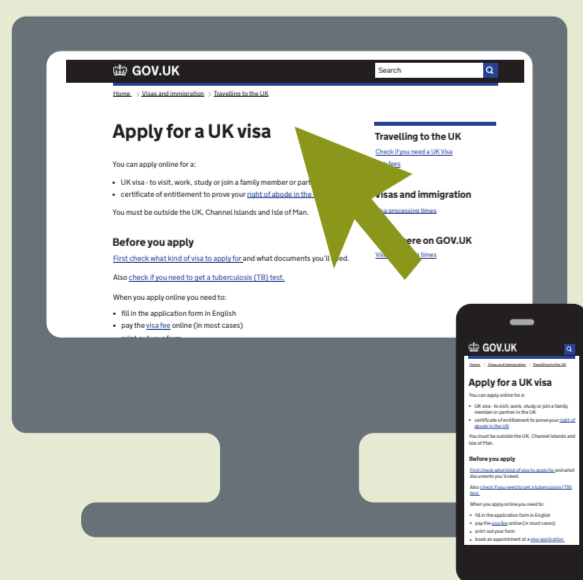 GOV.UK
Search
Home > Visas and immigration > Travelling to the UK
Apply for a UK visa
You can apply online for a:
• UK visa - to visit, work, study or join a family member or
• certificate of entitlement to prove your right of abode in the
You must be outside the UK, Channel Islands and Isle of Man.
Before you apply
First check what kind of visa to apply for and what documents you'll need.
Also check if you need to get a tuberculosis (TB) test.
When you apply online you need to:
• fill in the application form in English
• pay the visa fee online (in most cases)
Travelling to the UK
Check if you need a UK Visa
fees
Visas and immigration
processing times
on GOV.UK
times
GOV.UK
Home > Visas and immigration > Travelling to the UK
Apply for a UK visa
You can apply online for a:
• UK visa - to visit, work, study or join a family
member or partner in the UK
• certificate of entitlement to prove your right of
abode in the UK
You must be outside the UK, Channel Islands and
Isle of Man.
Before you apply
First check what kind of visa to apply for and what
documents you'll need.
Also check if you need to get a tuberculosis (TB)
test.
When you apply online you need to:
• fill in the application form in English
• pay the visa fee online (in most cases)
• print out your form
• book an appointment at a visa application